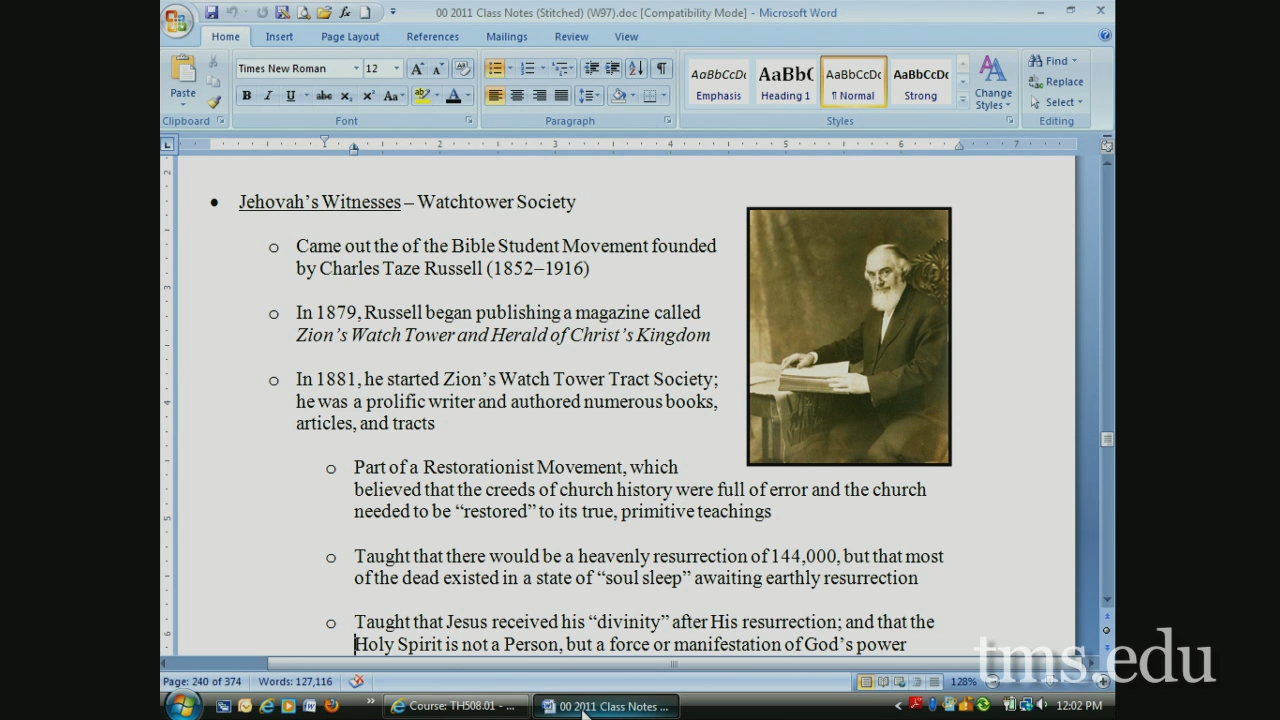 00 2011 Class Notes (Stitched) (W97).doc [Compatibility Mode] - Microsoft Word
Home Insert Page Layout References Mailings Review View
Paste
Times New Roman 12
Find
Replace
Select
B I U abc x₂ x² Aa
AaBbCcDc AaBbC AaBbCcDc AaBbCcDc
Emphasis Heading 1 ¶ Normal Strong
Change
Styles
Clipboard Font Paragraph Styles Editing
2 3 4 5 6 7
• Jehovah's Witnesses – Watchtower Society
o Came out the of the Bible Student Movement founded
by Charles Taze Russell (1852–1916)
o In 1879, Russell began publishing a magazine called
Zion's Watch Tower and Herald of Christ's Kingdom
o In 1881, he started Zion's Watch Tower Tract Society;
he was a prolific writer and authored numerous books,
articles, and tracts
o Part of a Restorationist Movement, which
believed that the creeds of church history were full of error and the church
needed to be “restored” to its true, primitive teachings
o Taught that there would be a heavenly resurrection of 144,000, but that most
of the dead existed in a state of “soul sleep” awaiting earthly resurrection
o Taught that Jesus received his “divinity” after His resurrection; and that the
Holy Spirit is not a Person, but a force or manifestation of God's power
tms.edu
Page: 240 of 374 Words: 127,116 128%
Course: TH508.01 - ... 00 2011 Class Notes ... 12:02 PM